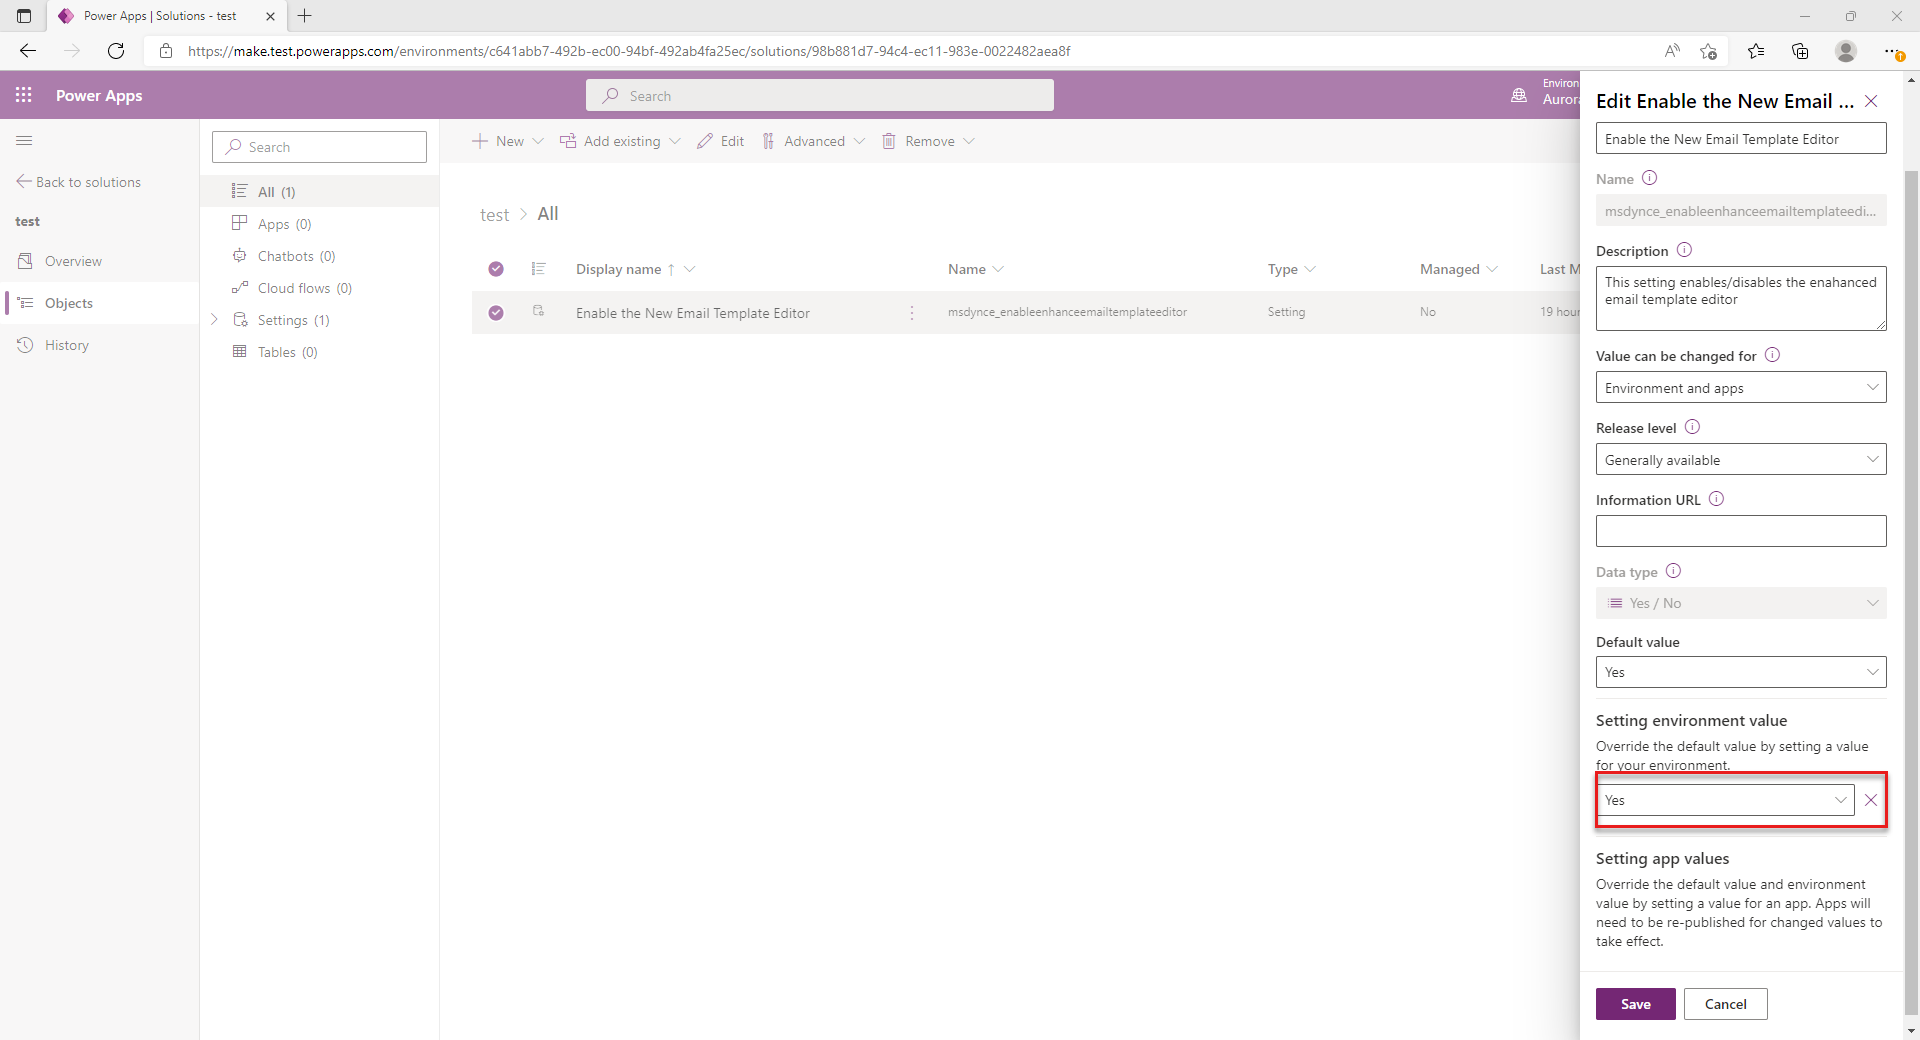 Power Apps | Solutions - test
https://make.test.powerapps.com/environments/c641abb7-492b-ec00-94bf-492ab4fa25ec/solutions/98b881d7-94c4-ec11-983e-0022482aea8f
Power Apps
Search
Environ
Aurora
Back to solutions
test
Overview
Objects
History
Search
All (1)
Apps (0)
Chatbots (0)
Cloud flows (0)
Settings (1)
Tables (0)
New
Add existing
Edit
Advanced
Remove
test > All
Display name ↑
Name
Type
Managed
Last M
Enable the New Email Template Editor
msdynce_enableenhanceemailtemplateeditor
Setting
No
19 hour
Edit Enable the New Email ...
Enable the New Email Template Editor
Name
msdynce_enableenhanceemailtemplateedi...
Description
This setting enables/disables the enahanced
email template editor
Value can be changed for
Environment and apps
Release level
Generally available
Information URL
Data type
Yes / No
Default value
Yes
Setting environment value
Override the default value by setting a value
for your environment.
Yes
Setting app values
Override the default value and environment
value by setting a value for an app. Apps will
need to be re-published for changed values to
take effect.
Save
Cancel